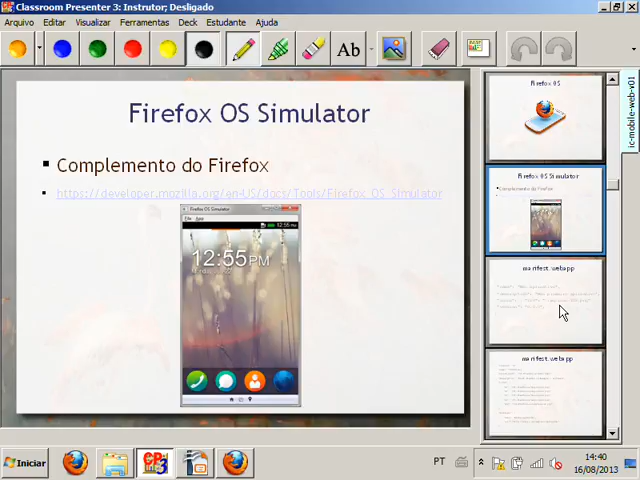 Classroom Presenter 3: Instrutor; Desligado
Arquivo Editar Visualizar Ferramentas Deck Estudante Ajuda
Ab
Firefox OS Simulator
Complemento do Firefox
https://developer.mozilla.org/en-US/docs/Tools/Firefox_OS_Simulator
Firefox OS Simulator
12:55 PM
12:55PM
Firefox OS
Firefox OS Simulator
Complemento do Firefox
manifest.webapp
manifest.webapp
ic-mobile-web-v01
Iniciar
PT
14:40
16/08/2013